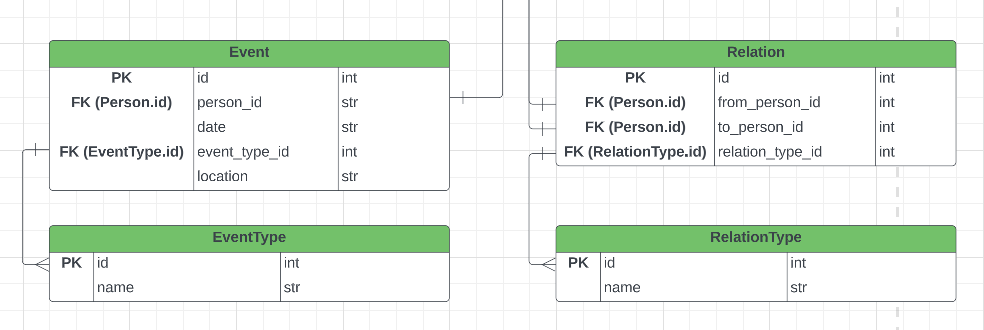 Event
PK id int
FK (Person.id) person_id str
date str
FK (EventType.id) event_type_id int
location str
Relation
PK id int
FK (Person.id) from_person_id int
FK (Person.id) to_person_id int
FK (RelationType.id) relation_type_id int
EventType
PK id int
name str
RelationType
PK id int
name str